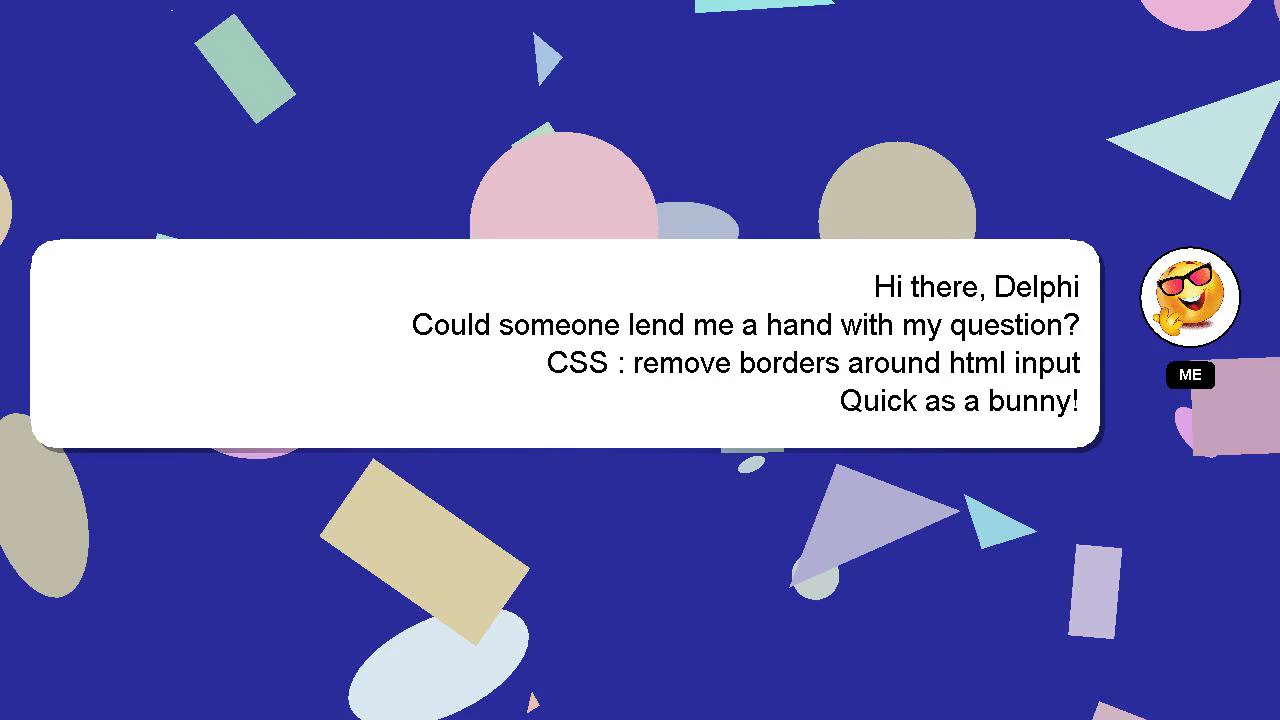 Hi there, Delphi
Could someone lend me a hand with my question?
CSS : remove borders around html input
Quick as a bunny!
ME